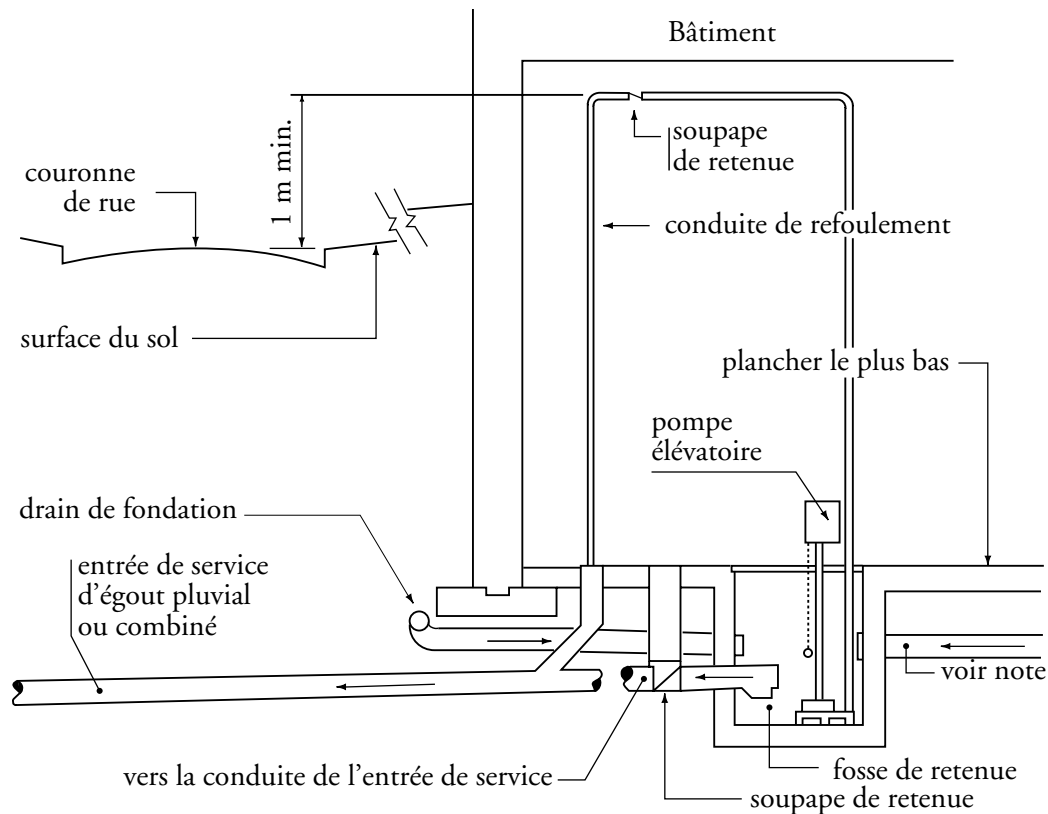 Bâtiment
soupape
de retenue
couronne
de rue
1 m min.
conduite de refoulement
surface du sol
plancher le plus bas
pompe
élévatoire
drain de fondation
entrée de service
d'égout pluvial
ou combiné
voir note
vers la conduite de l'entrée de service
fosse de retenue
soupape de retenue